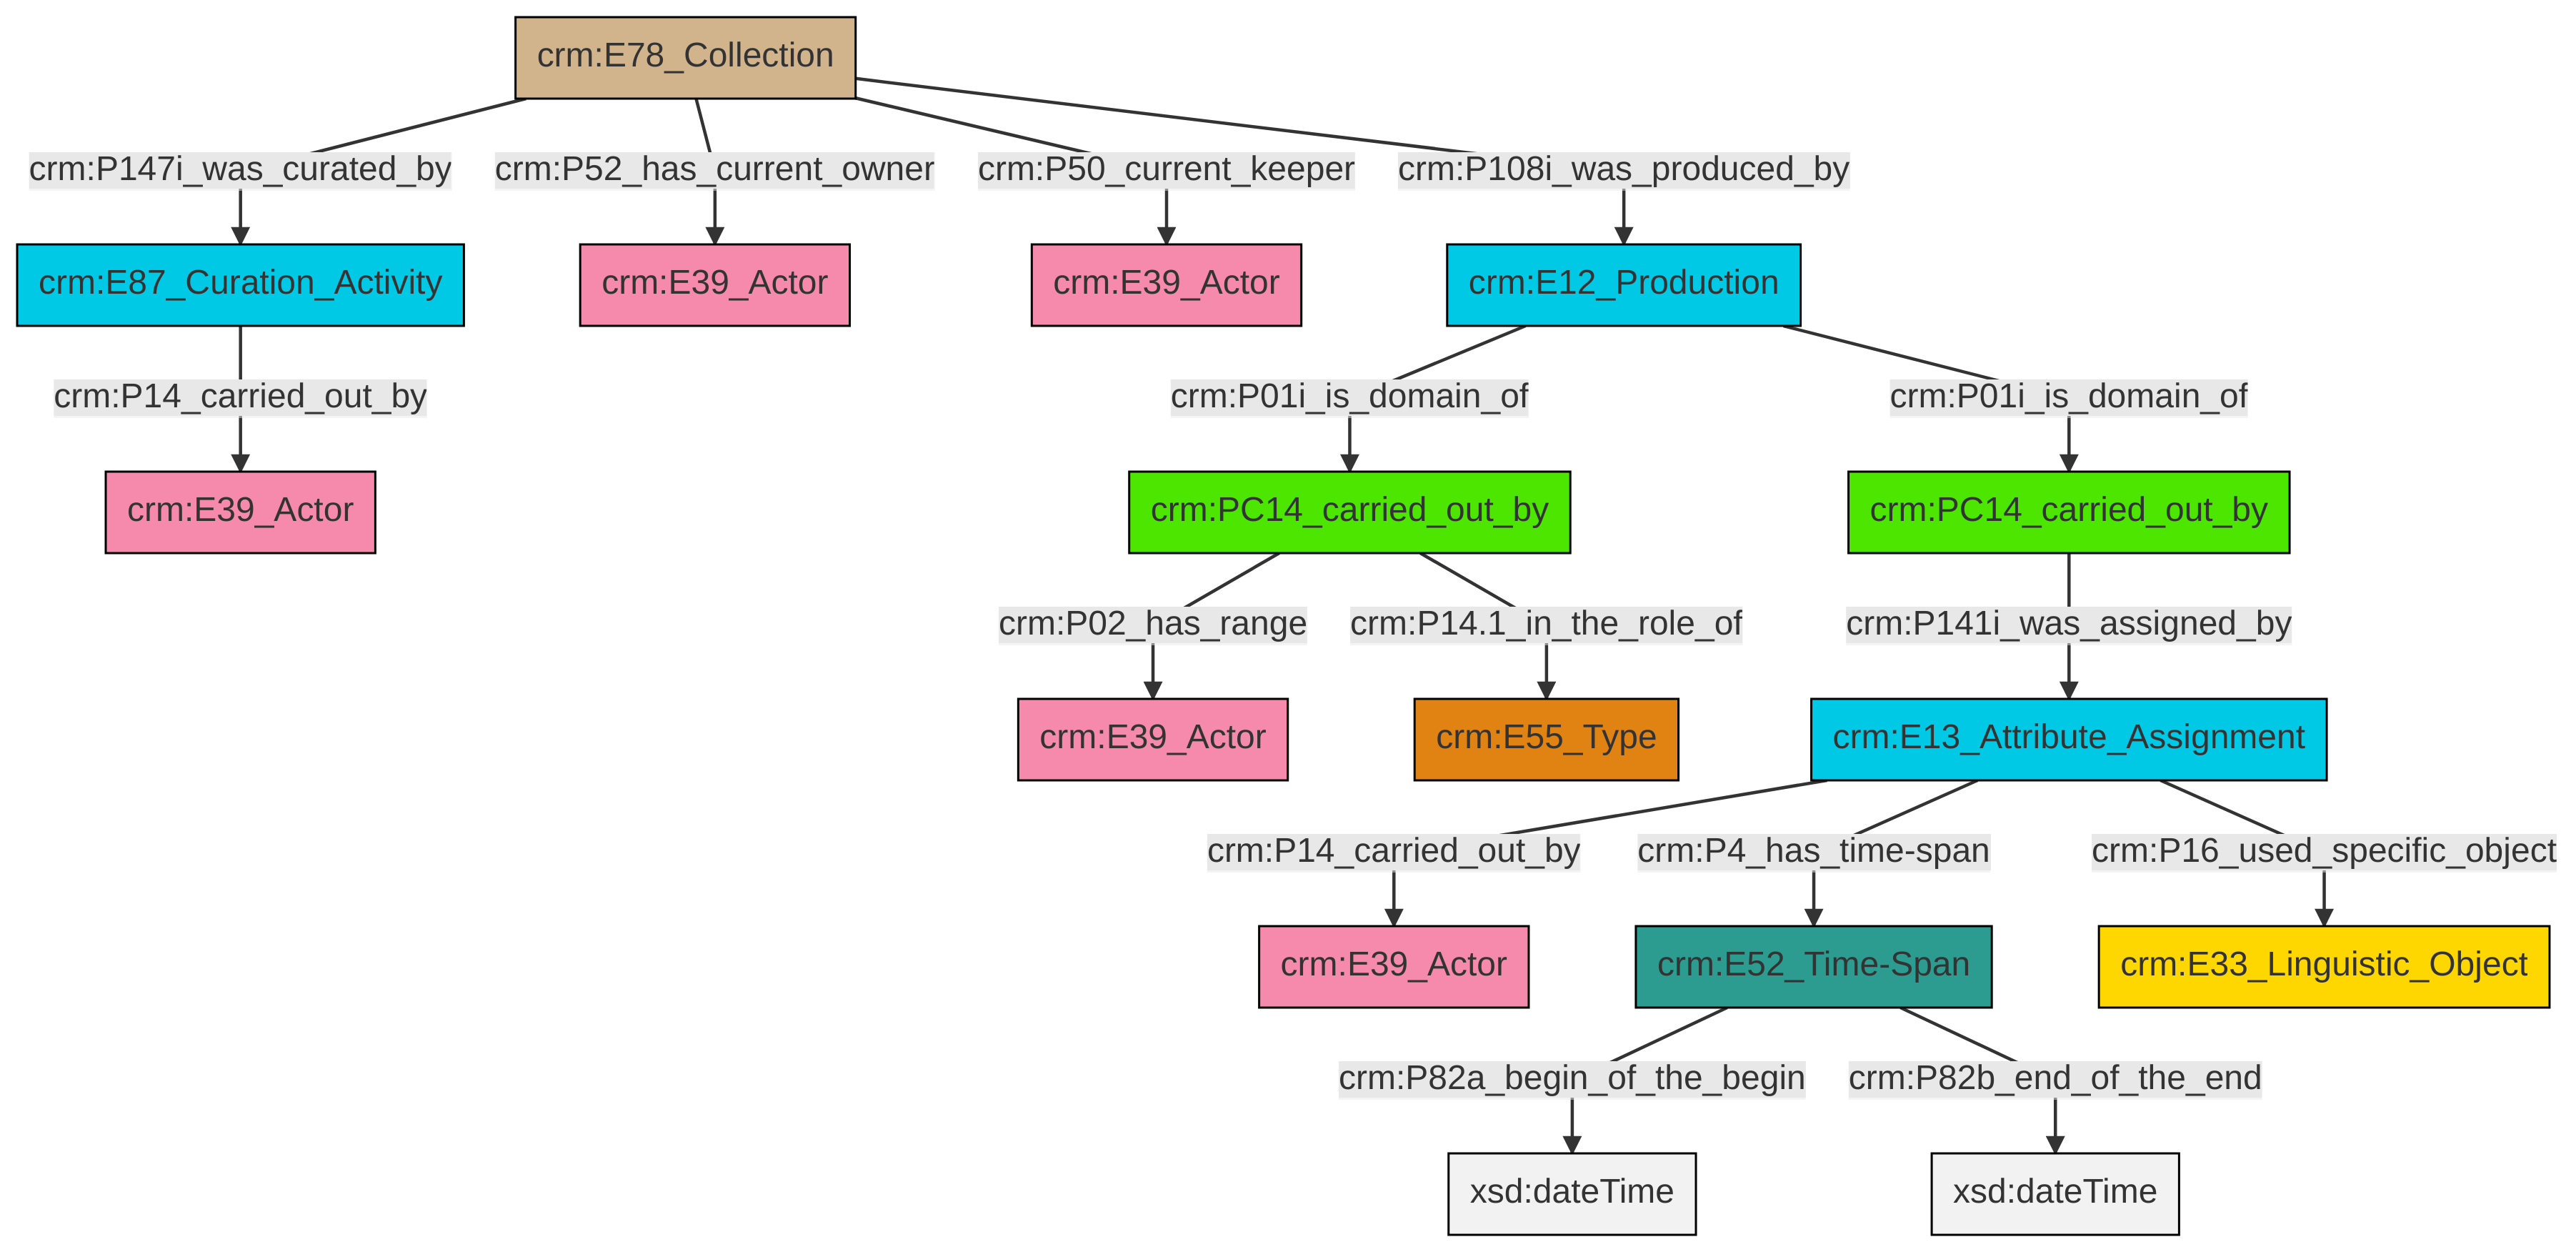 crm:E78_Collection
crm:P147i_was_curated_by
crm:P52_has_current_owner
crm:P50_current_keeper
crm:P108i_was_produced_by
crm:E87_Curation_Activity
crm:E39_Actor
crm:E39_Actor
crm:E12_Production
crm:P14_carried_out_by
crm:P01i_is_domain_of
crm:P01i_is_domain_of
crm:E39_Actor
crm:PC14_carried_out_by
crm:PC14_carried_out_by
crm:P02_has_range
crm:P14.1_in_the_role_of
crm:P141i_was_assigned_by
crm:E39_Actor
crm:E55_Type
crm:E13_Attribute_Assignment
crm:P14_carried_out_by
crm:P4_has_time-span
crm:P16_used_specific_object
crm:E39_Actor
crm:E52_Time-Span
crm:E33_Linguistic_Object
crm:P82a_begin_of_the_begin
crm:P82b_end_of_the_end
xsd:dateTime
xsd:dateTime